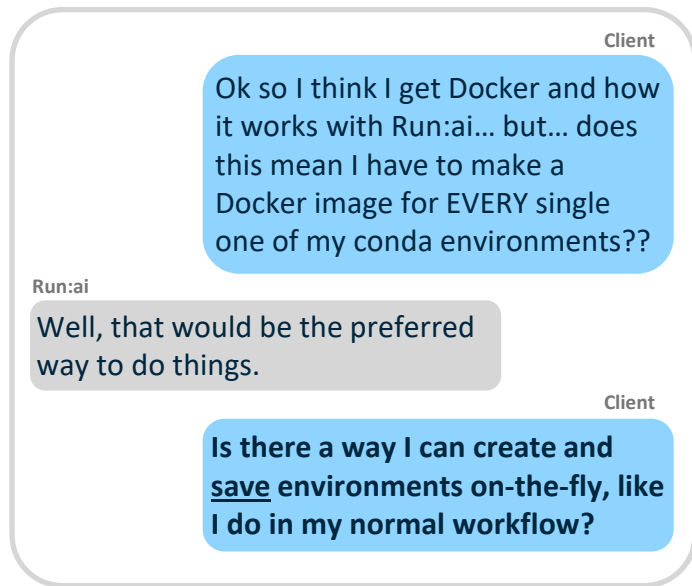 Client
Ok so I think I get Docker and how
it works with Run:ai… but… does
this mean I have to make a
Docker image for EVERY single
one of my conda environments??
Run:ai
Well, that would be the preferred
way to do things.
Client
Is there a way I can create and
save environments on-the-fly, like
I do in my normal workflow?